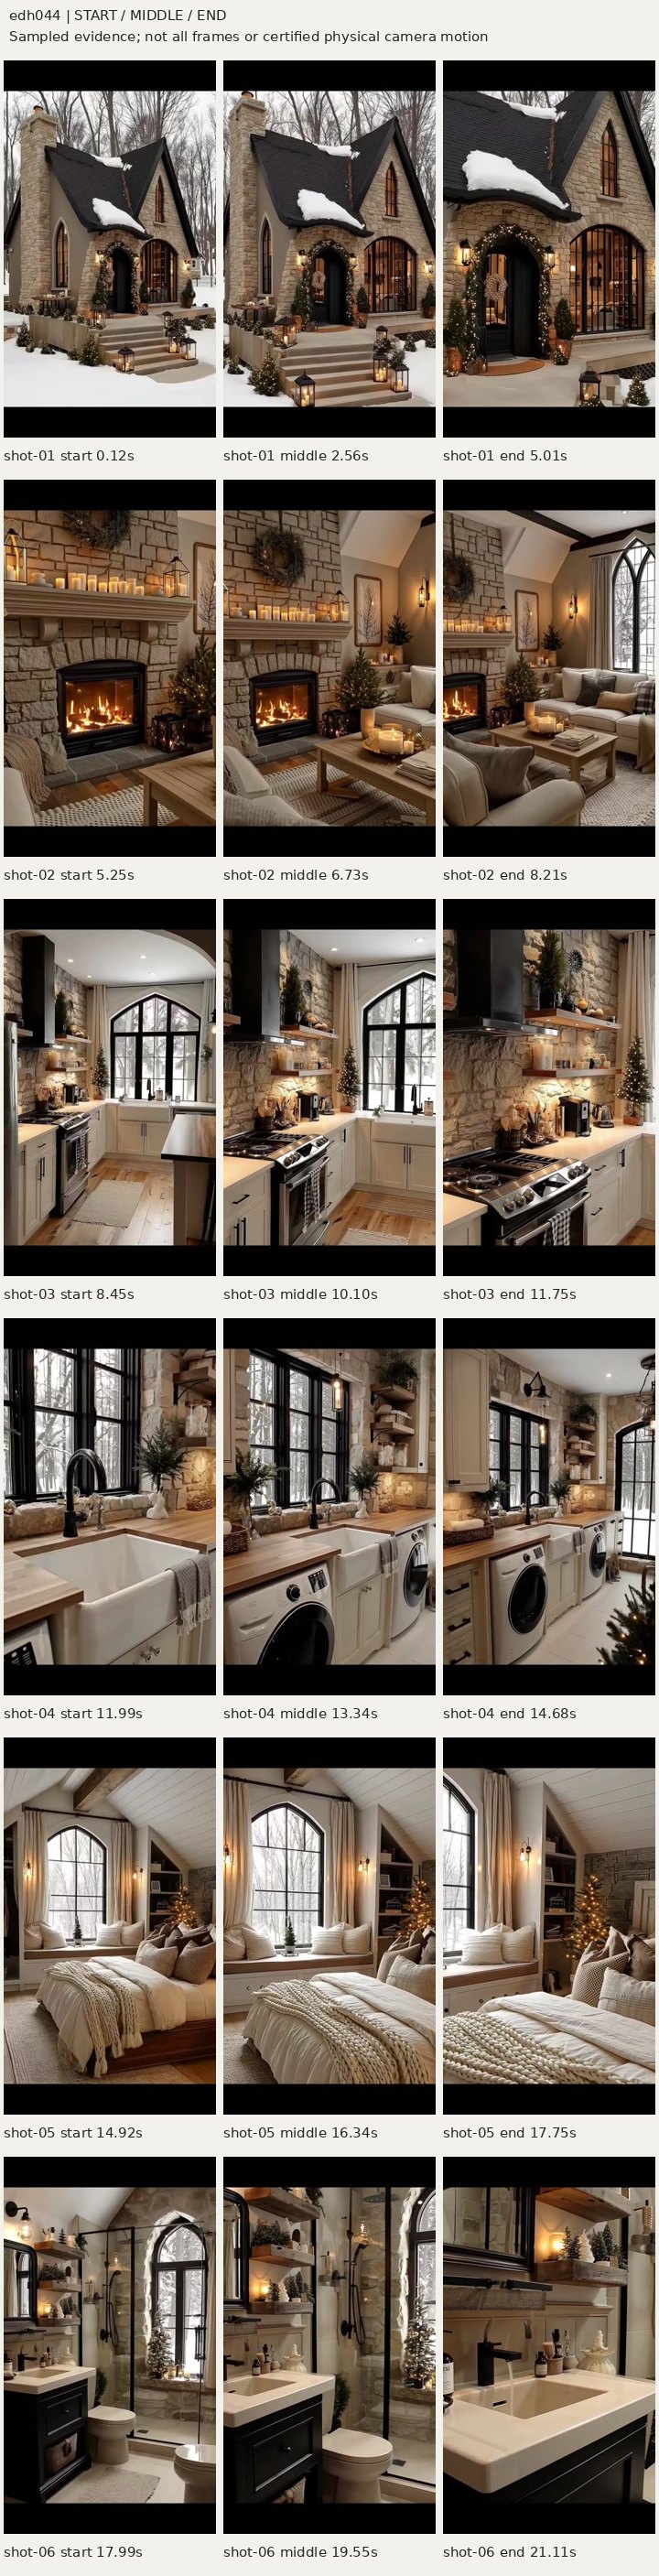 edh044 | START / MIDDLE / END
Sampled evidence; not all frames or certified physical camera motion
shot-01 start 0.12s
shot-01 middle 2.56s
shot-01 end 5.01s
shot-02 start 5.25s
shot-02 middle 6.73s
shot-02 end 8.21s
shot-03 start 8.45s
shot-03 middle 10.10s
shot-03 end 11.75s
shot-04 start 11.99s
shot-04 middle 13.34s
shot-04 end 14.68s
shot-05 start 14.92s
shot-05 middle 16.34s
shot-05 end 17.75s
shot-06 start 17.99s
shot-06 middle 19.55s
shot-06 end 21.11s